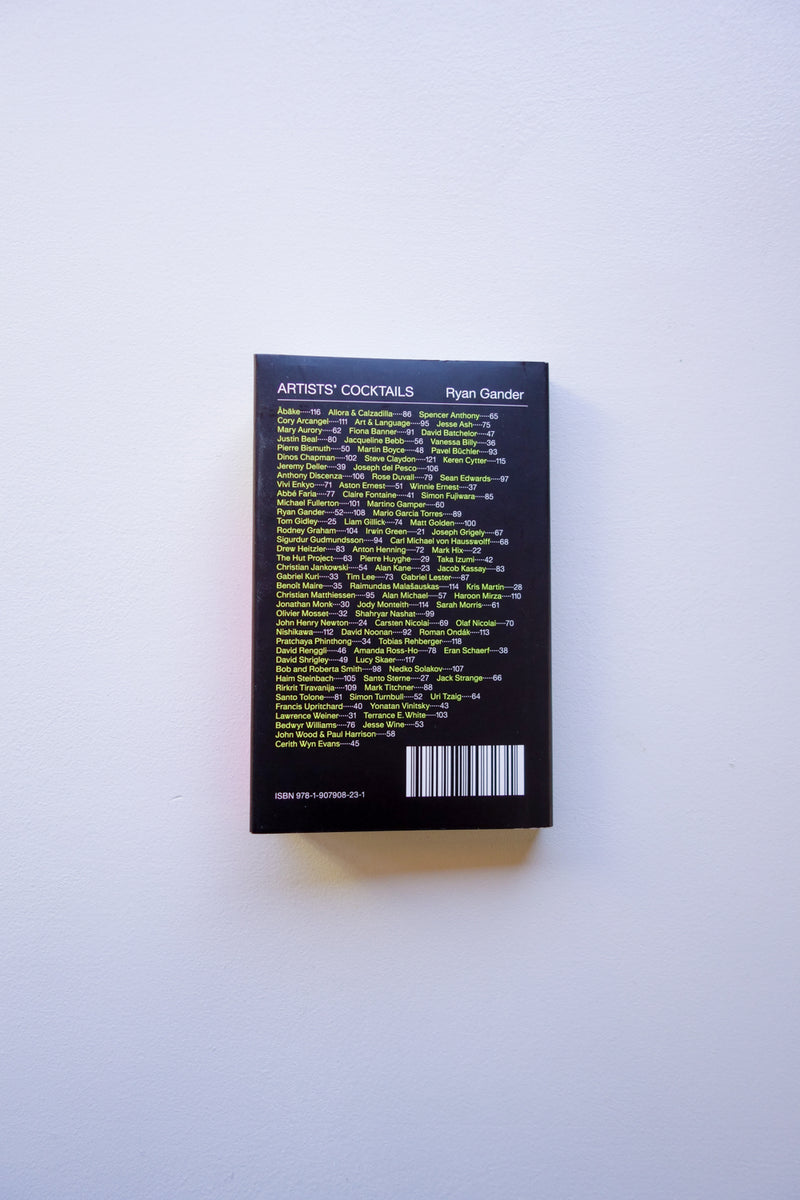 ARTISTS' COCKTAILS Ryan Gander
Åbäke·····116 Allora & Calzadilla·····86 Spencer Anthony·····65
Cory Arcangel·····111 Art & Language·····95 Jesse Ash·····75
Mary Aurory·····62 Fiona Banner·····91 David Batchelor·····47
Justin Beal·····80 Jacqueline Bebb·····56 Vanessa Billy·····36
Pierre Bismuth·····50 Martin Boyce·····48 Pavel Büchler·····93
Dinos Chapman·····102 Steve Claydon·····121 Keren Cytter·····115
Jeremy Deller·····39 Joseph del Pesco·····106
Anthony Discenza·····106 Rose Duvall·····79 Sean Edwards·····97
Vivi Enkyo·····71 Aston Ernest·····51 Winnie Ernest·····37
Abbé Faria·····77 Claire Fontaine·····41 Simon Fujiwara·····85
Michael Fullerton·····101 Martino Gamper·····60
Ryan Gander·····52·····108 Mario Garcia Torres·····89
Tom Gidley·····25 Liam Gillick·····74 Matt Golden·····100
Rodney Graham·····104 Irwin Green·····21 Joseph Grigely·····67
Sigurdur Gudmundsson·····94 Carl Michael von Hausswolff·····68
Drew Heitzler·····83 Anton Henning·····72 Mark Hix·····22
The Hut Project·····63 Pierre Huyghe·····29 Taka Izumi·····42
Christian Jankowski·····54 Alan Kane·····23 Jacob Kassay·····83
Gabriel Kuri·····33 Tim Lee·····73 Gabriel Lester·····87
Benoît Maire·····35 Raimundas Malašauskas·····114 Kris Martin·····28
Christian Matthiessen·····95 Alan Michael·····57 Haroon Mirza·····110
Jonathan Monk·····30 Jody Monteith·····114 Sarah Morris·····61
Olivier Mosset·····32 Shahryar Nashat·····99
John Henry Newton·····24 Carsten Nicolai·····69 Olaf Nicolai·····70
Nishikawa·····112 David Noonan·····92 Roman Ondák·····113
Pratchaya Phinthong·····34 Tobias Rehberger·····118
David Renggli·····46 Amanda Ross-Ho·····78 Eran Schaerf·····38
David Shrigley·····49 Lucy Skaer·····117
Bob and Roberta Smith·····98 Nedko Solakov·····107
Haim Steinbach·····105 Santo Sterne·····27 Jack Strange·····66
Rirkrit Tiravanija·····109 Mark Titchner·····88
Santo Tolone·····81 Simon Turnbull·····52 Uri Tzaig·····64
Francis Upritchard·····40 Yonatan Vinitsky·····43
Lawrence Weiner·····31 Terrance E. White·····103
Bedwyr Williams·····76 Jesse Wine·····53
John Wood & Paul Harrison·····58
Cerith Wyn Evans·····45
ISBN 978-1-907908-23-1